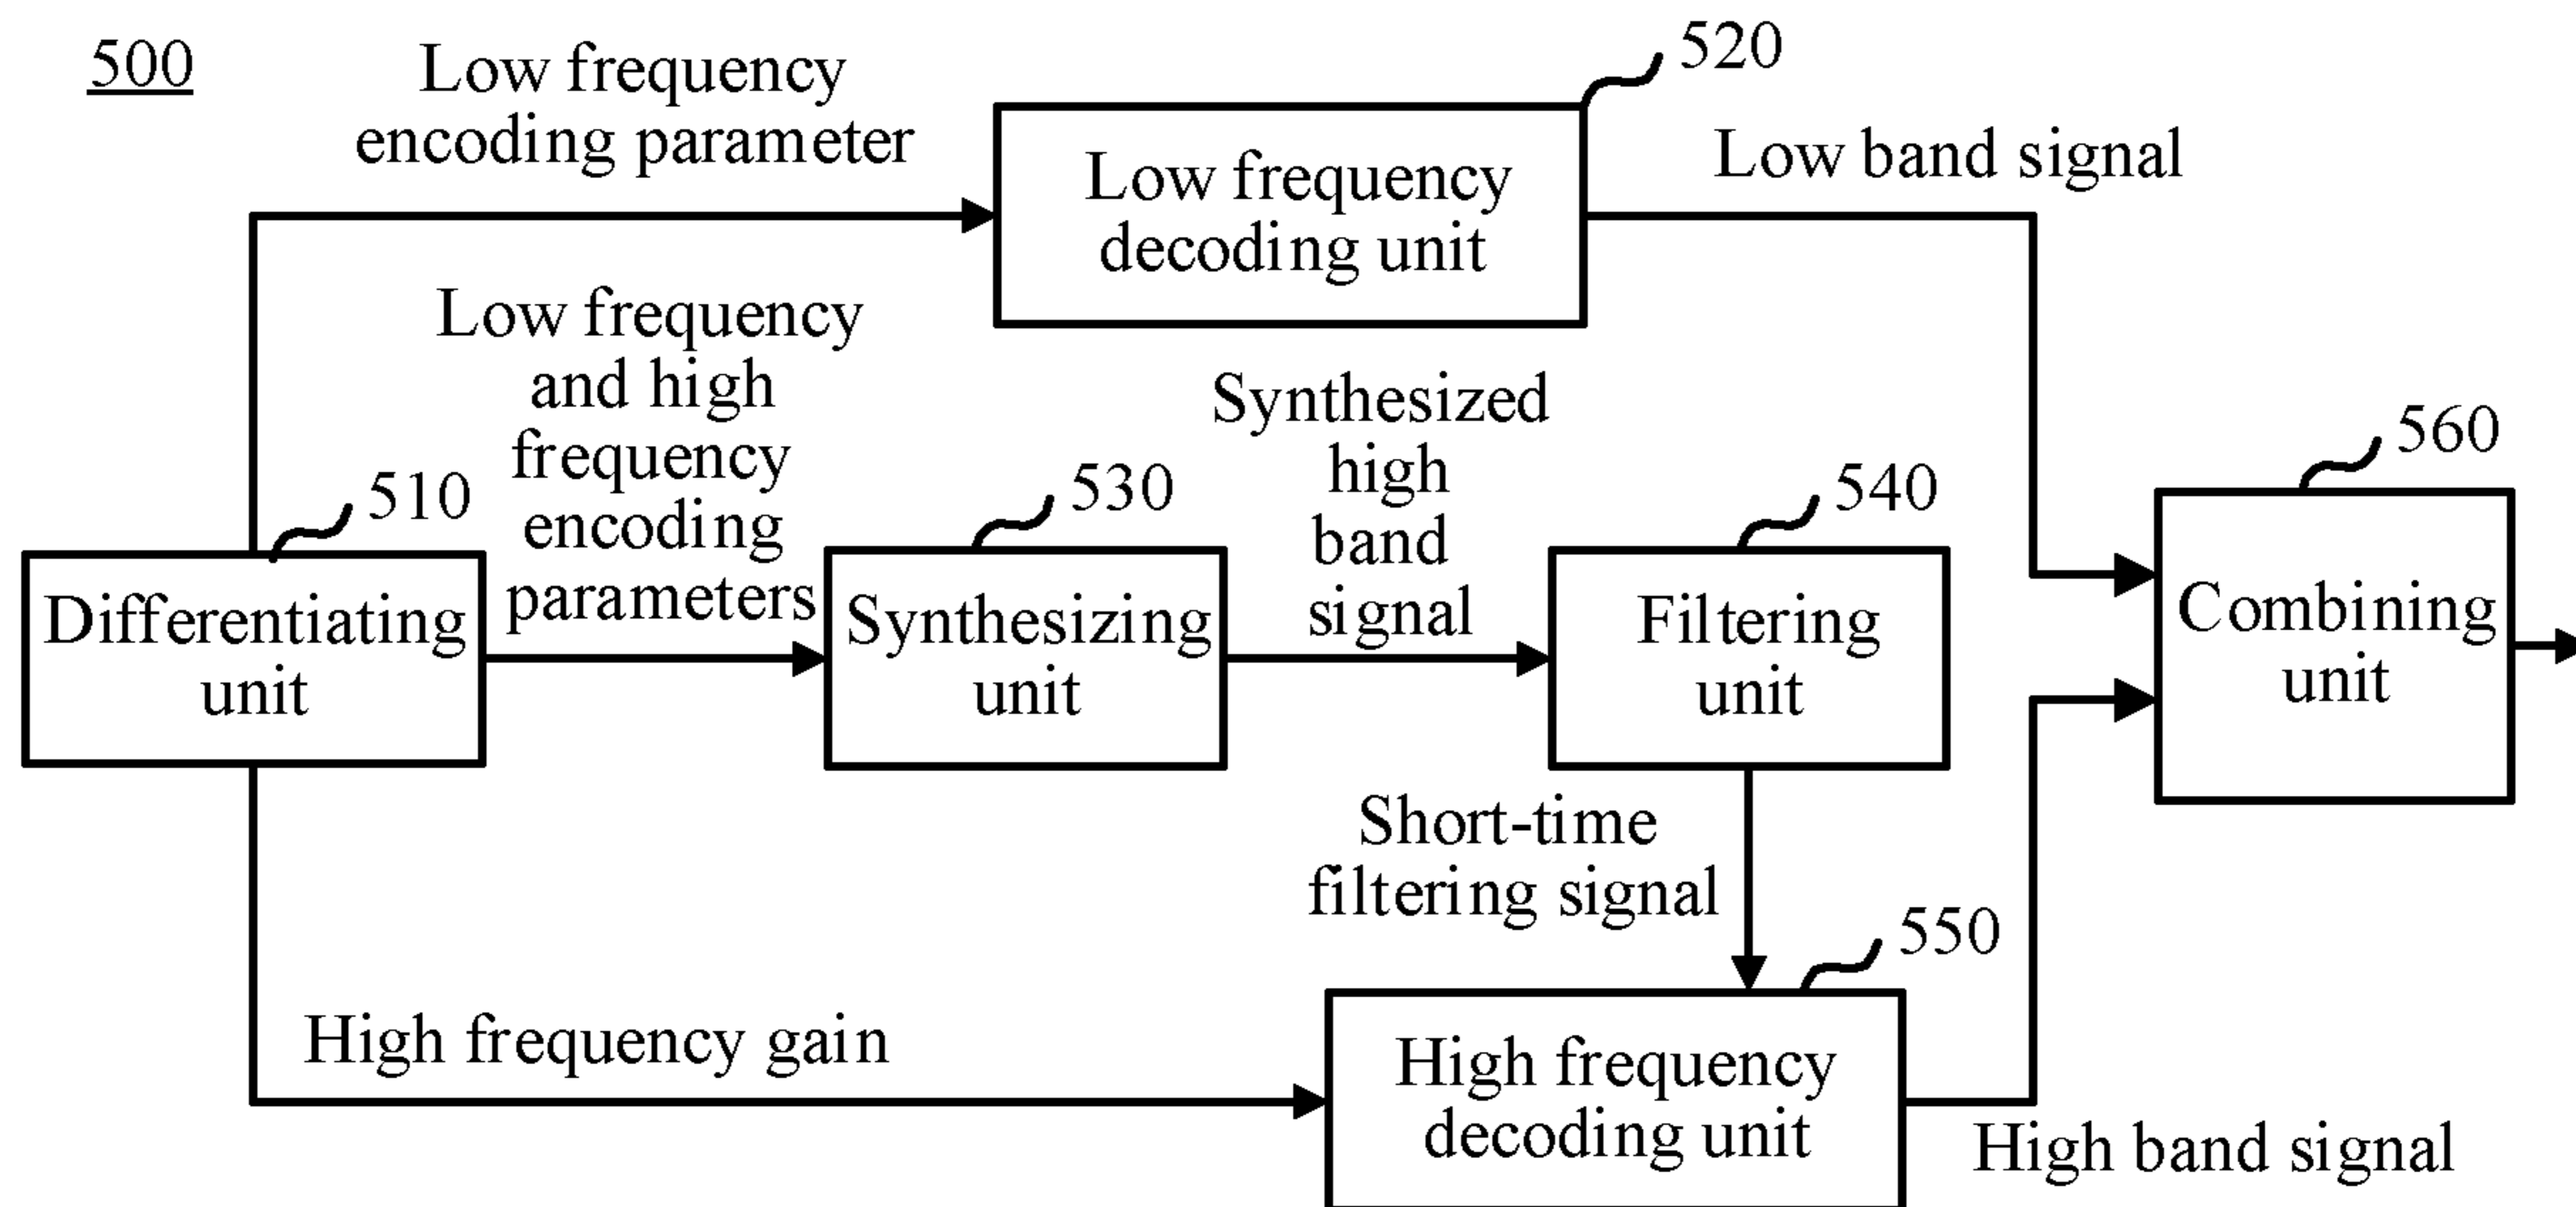 500
Low frequency
encoding parameter
520
Low frequency
decoding unit
Low band signal
Low frequency
and high
frequency
encoding
parameters
510
Differentiating
unit
530
Synthesizing
unit
Synthesized
high
band
signal
540
Filtering
unit
560
Combining
unit
Short-time
filtering signal
550
High frequency gain
High frequency
decoding unit
High band signal